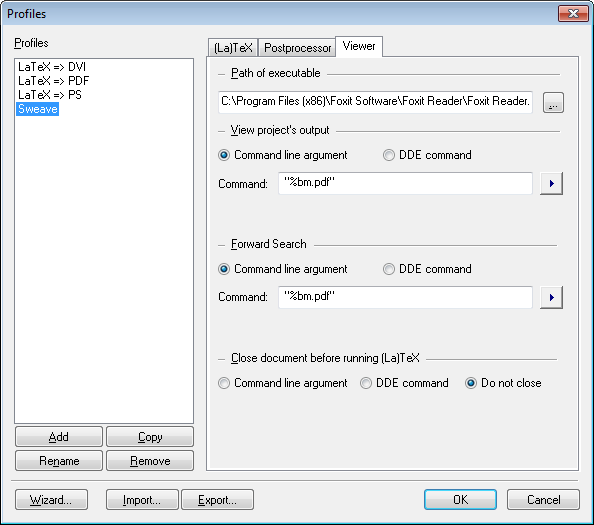 Profiles
Profiles
LaTeX => DVI
LaTeX => PDF
LaTeX => PS
Sweave
Add
Copy
Rename
Remove
(La)TeX
Postprocessor
Viewer
Path of executable
C:\Program Files (x86)\Foxit Software\Foxit Reader\Foxit Reader.
...
View project's output
Command line argument
DDE command
Command:
"%bm.pdf"
Forward Search
Command line argument
DDE command
Command:
"%bm.pdf"
Close document before running (La)TeX
Command line argument
DDE command
Do not close
Wizard...
Import...
Export...
OK
Cancel